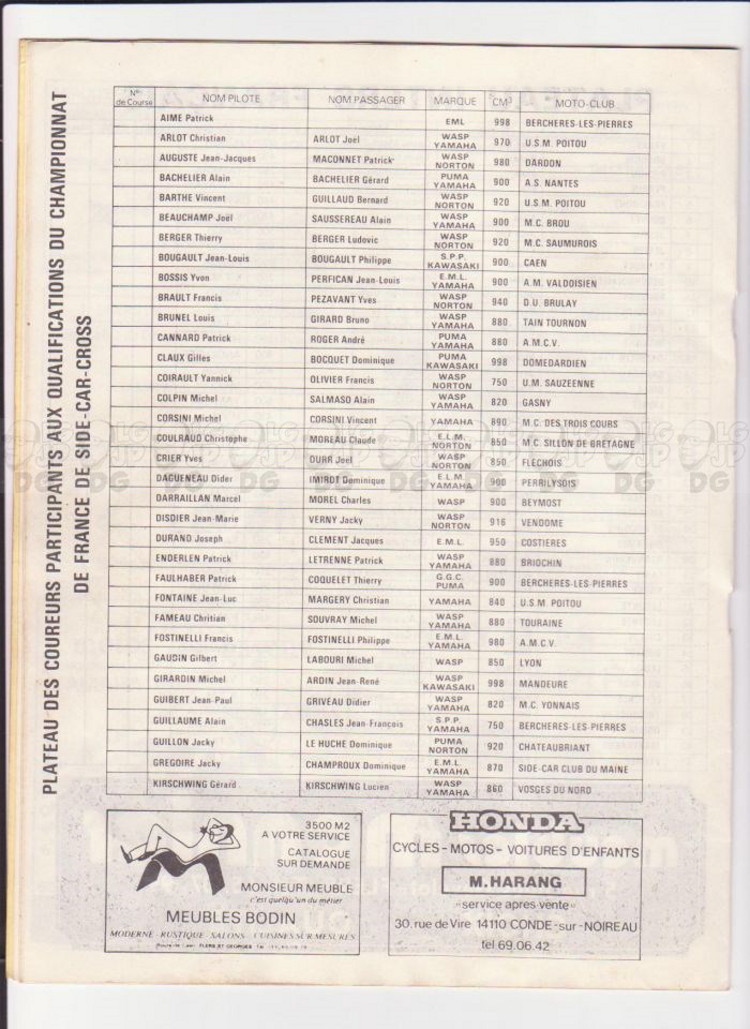 PLATEAU DES COUREURS PARTICIPANTS AUX QUALIFICATIONS DU CHAMPIONNAT
DE FRANCE DE SIDE-CAR-CROSS
N° de Course NOM PILOTE NOM PASSAGER MARQUE CM3 MOTO-CLUB
AIME Patrick EML 998 BERCHERES-LES-PIERRES
ARLOT Christian ARLOT Joel WASP YAMAHA 970 U.S.M. POITOU
AUGUSTE Jean-Jacques MACONNET Patrick WASP NORTON 980 DARDON
BACHELIER Alain BACHELIER Gérard PUMA YAMAHA 900 A.S. NANTES
BARTHE Vincent GUILLAUD Bernard WASP NORTON 920 U.S.M. POITOU
BEAUCHAMP Joël SAUSSEREAU Alain WASP YAMAHA 900 M.C. BROU
BERGER Thierry BERGER Ludovic WASP NORTON 920 M.C. SAUMUROIS
BOUGAULT Jean-Louis BOUGAULT Philippe S.P.P. KAWASAKI 900 CAEN
BOSSIS Yvon PERFICAN Jean-Louis E.M.L. YAMAHA 900 A.M. VALDOISIEN
BRAULT Francis PEZAVANT Yves WASP NORTON 940 D.U. BRULAY
BRUNEL Louis GIRARD Bruno WASP YAMAHA 880 TAIN TOURNON
CANNARD Patrick ROGER André PUMA YAMAHA 880 A.M.C.V.
CLAUX Gilles BOCQUET Dominique PUMA KAWASAKI 998 DOMEDARDIEN
COIRAULT Yannick OLIVIER Francis WASP NORTON 750 U.M. SAUZEENNE
COLPIN Michel SALMASO Alain WASP YAMAHA 820 GASNY
CORSINI Michel CORSINI Vincent YAMAHA 890 M.C. DES TROIS COURS
COULRAUD Christophe MOREAU Claude E.L.M. NORTON 850 M.C. SILLON DE BRETAGNE
CRIER Yves DURR Joel WASP NORTON 850 FLECHOIS
DAGUENEAU Dider IMIRDT Dominique E.L.M. YAMAHA 900 PERRILYSOIS
DARRAILLAN Marcel MOREL Charles WASP 900 BEYMOST
DISDIER Jean-Marie VERNY Jacky WASP NORTON 916 VENDOME
DURAND Joseph CLEMENT Jacques E.M.L. 950 COSTIERES
ENDERLEN Patrick LETRENNE Patrick WASP YAMAHA 880 BRIOCHIN
FAULHABER Patrick COQUELET Thierry G.G.C. PUMA 900 BERCHERES-LES-PIERRES
FONTAINE Jean-Luc MARGERY Christian YAMAHA 840 U.S.M. POITOU
FAMEAU Chritian SOUVRAY Michel WASP YAMAHA 880 TOURAINE
FOSTINELLI Francis FOSTINELLI Philippe E.M.L. YAMAHA 980 A.M.C.V.
GAUDIN Gilbert LABOURI Michel WASP 850 LYON
GIRARDIN Michel ARDIN Jean-René WASP KAWASAKI 998 MANDEURE
GUIBERT Jean-Paul GRIVEAU Didier WASP YAMAHA 820 M.C. YONNAIS
GUILLAUME Alain CHASLES Jean-François S.P.P. YAMAHA 750 BERCHERES-LES-PIERRES
GUILLON Jacky LE HUCHE Dominique PUMA NORTON 920 CHATEAUBRIANT
GREGOIRE Jacky CHAMPROUX Dominique E.M.L. YAMAHA 870 SIDE-CAR CLUB DU MAINE
KIRSCHWING Gérard KIRSCHWING Lucien WASP YAMAHA 860 VOSGES DU NORD
3500 M2
A VOTRE SERVICE
CATALOGUE
SUR DEMANDE
MONSIEUR MEUBLE
c'est quelqu'un du métier
MEUBLES BODIN
MODERNE - RUSTIQUE - SALONS - CUISINES SUR MESURES
HONDA
CYCLES - MOTOS - VOITURES D'ENFANTS
M.HARANG
- service apres vente -
30, rue de Vire 14110 CONDE-sur-NOIREAU
tel 69.06.42